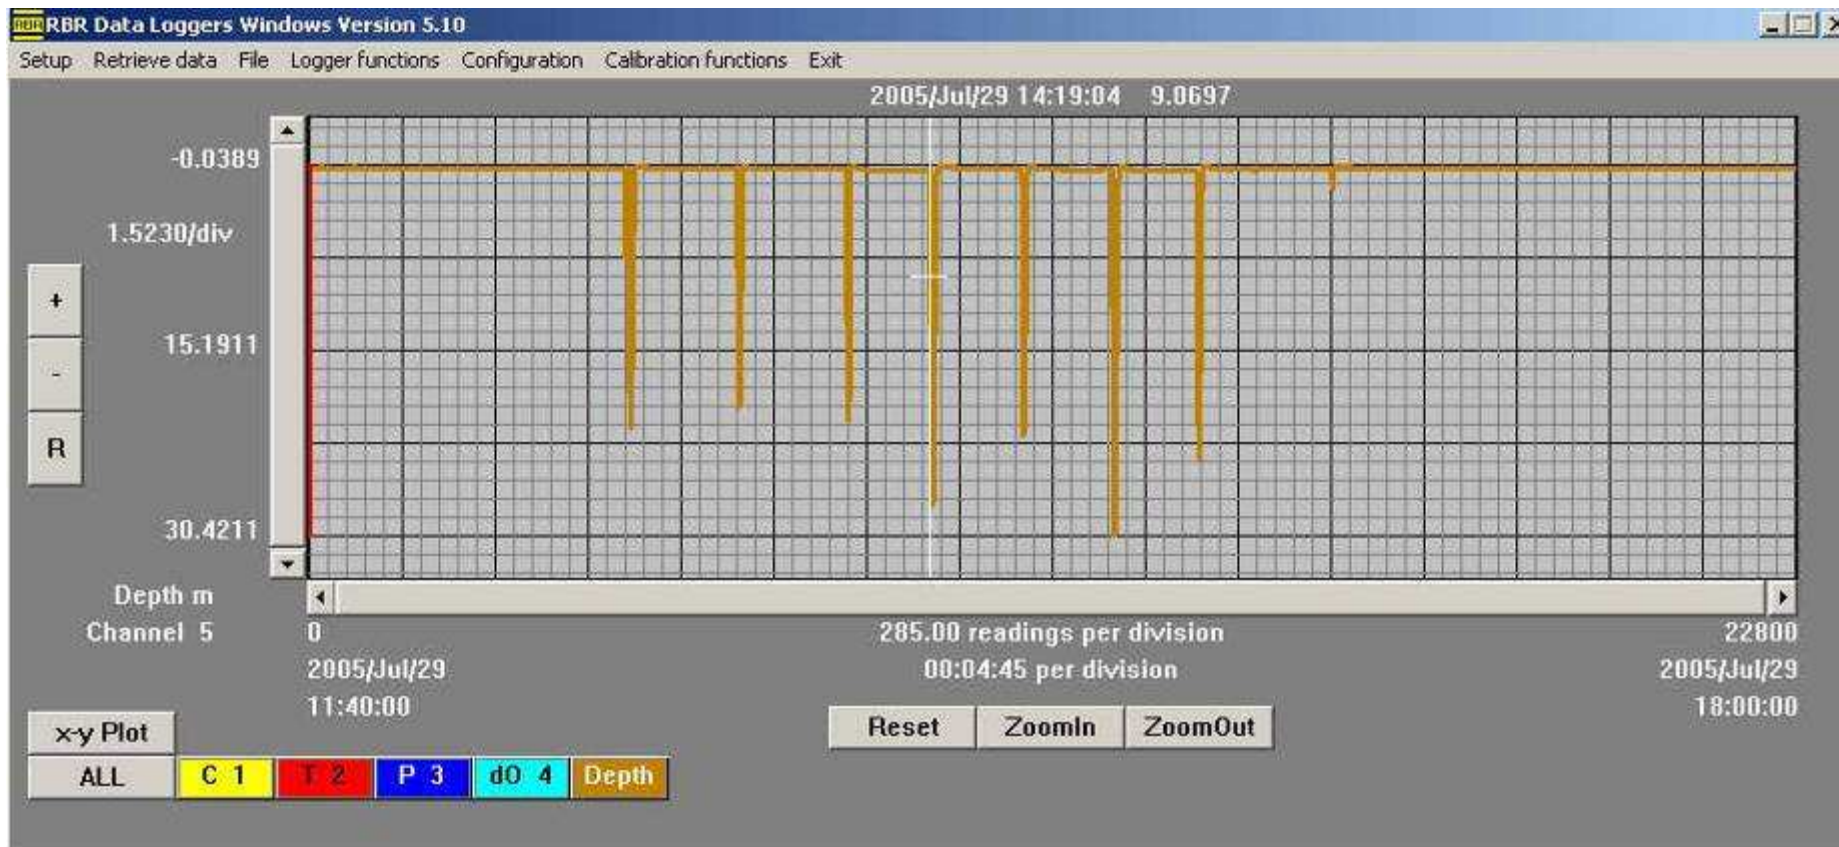 RBR RBR Data Loggers Windows Version 5.10
Setup Retrieve data File Logger functions Configuration Calibration functions Exit
2005/Jul/29 14:19:04 9.0697
-0.0389
1.5230/div
+
15.1911
-
R
30.4211
Depth m
Channel 5
0 285.00 readings per division 22800
2005/Jul/29 00:04:45 per division 2005/Jul/29
11:40:00 18:00:00
Reset ZoomIn ZoomOut
x-y Plot
ALL C 1 T 2 P 3 dO 4 Depth